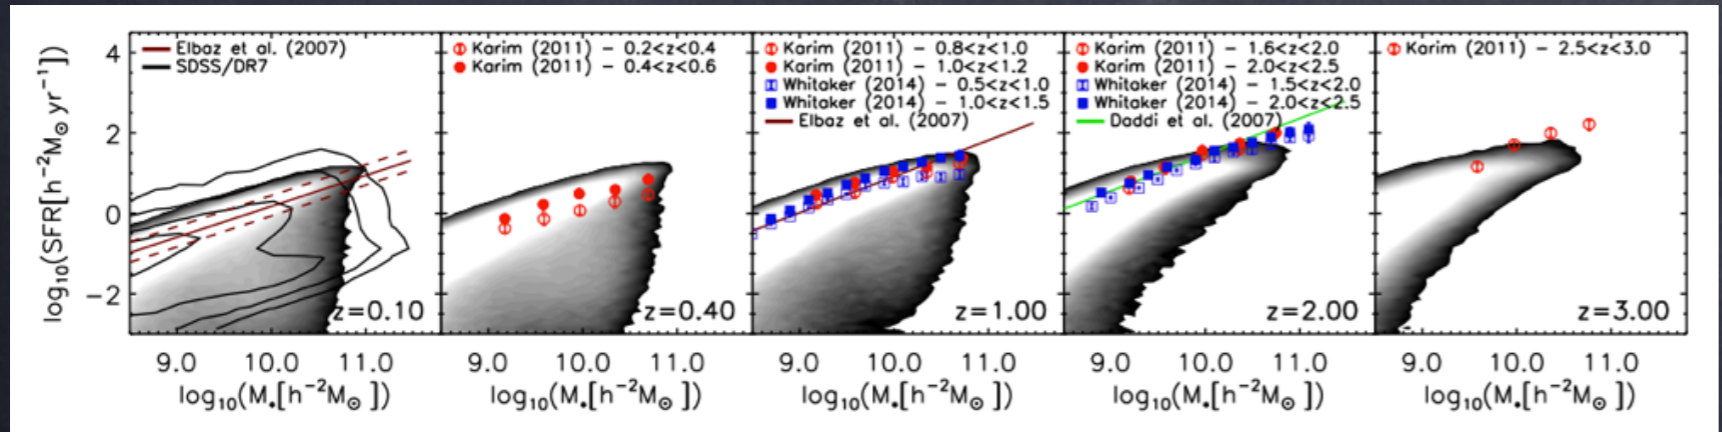 log₁₀(SFR[h⁻²M⊙yr⁻¹])
4
2
0
−2
Elbaz et al. (2007)
SDSS/DR7
z=0.10
9.0 10.0 11.0
log₁₀(M⁎[h⁻²M⊙])
Karim (2011) − 0.2<z<0.4
Karim (2011) − 0.4<z<0.6
z=0.40
9.0 10.0 11.0
log₁₀(M⁎[h⁻²M⊙])
Karim (2011) − 0.8<z<1.0
Karim (2011) − 1.0<z<1.2
Whitaker (2014) − 0.5<z<1.0
Whitaker (2014) − 1.0<z<1.5
Elbaz et al. (2007)
z=1.00
9.0 10.0 11.0
log₁₀(M⁎[h⁻²M⊙])
Karim (2011) − 1.6<z<2.0
Karim (2011) − 2.0<z<2.5
Whitaker (2014) − 1.5<z<2.0
Whitaker (2014) − 2.0<z<2.5
Daddi et al. (2007)
z=2.00
9.0 10.0 11.0
log₁₀(M⁎[h⁻²M⊙])
Karim (2011) − 2.5<z<3.0
z=3.00
9.0 10.0 11.0
log₁₀(M⁎[h⁻²M⊙])